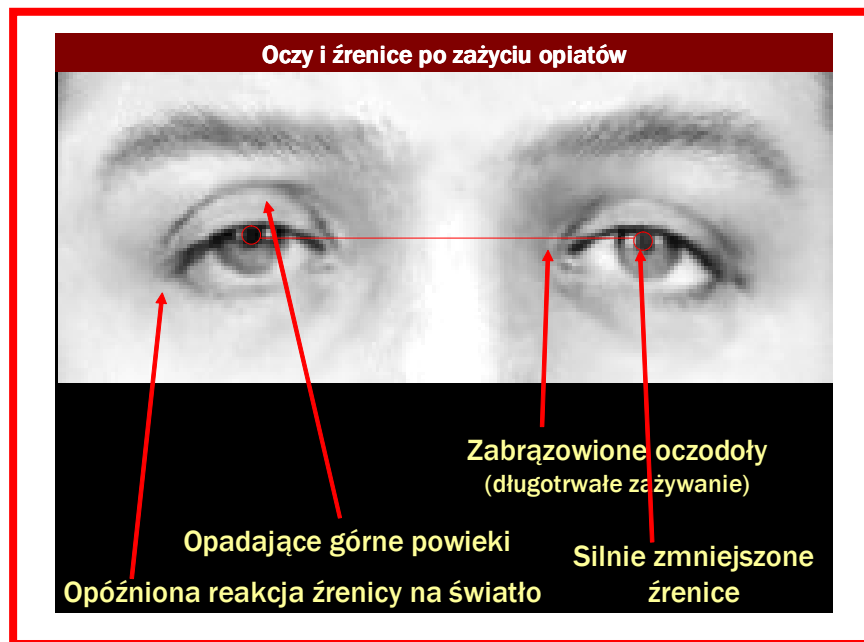 Oczy i źrenice po zażyciu opiatów
Zabrązowione oczodoły
(długotrwałe zażywanie)
Opadające górne powieki
Silnie zmniejszone
źrenice
Opóźniona reakcja źrenicy na światło